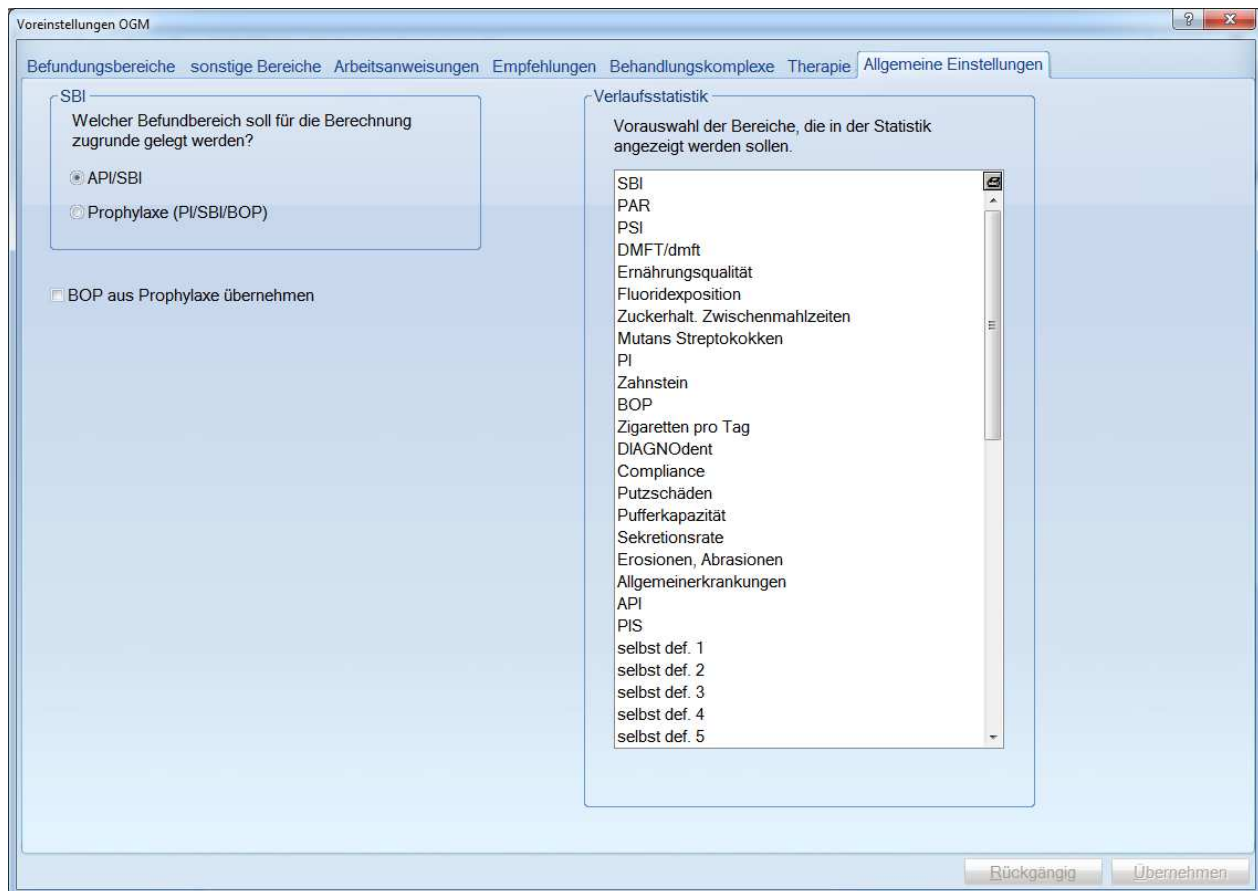 Voreinstellungen OGM
?
Befundungsbereiche sonstige Bereiche Arbeitsanweisungen Empfehlungen Behandlungskomplexe Therapie Allgemeine Einstellungen
SBI
Welcher Befundbereich soll für die Berechnung
zugrunde gelegt werden?
API/SBI
Prophylaxe (PI/SBI/BOP)
BOP aus Prophylaxe übernehmen
Verlaufsstatistik
Vorauswahl der Bereiche, die in der Statistik
angezeigt werden sollen.
SBI
PAR
PSI
DMFT/dmft
Ernährungsqualität
Fluoridexposition
Zuckerhalt. Zwischenmahlzeiten
Mutans Streptokokken
PI
Zahnstein
BOP
Zigaretten pro Tag
DIAGNOdent
Compliance
Putzschäden
Pufferkapazität
Sekretionsrate
Erosionen, Abrasionen
Allgemeinerkrankungen
API
PIS
selbst def. 1
selbst def. 2
selbst def. 3
selbst def. 4
selbst def. 5
Rückgängig Übernehmen